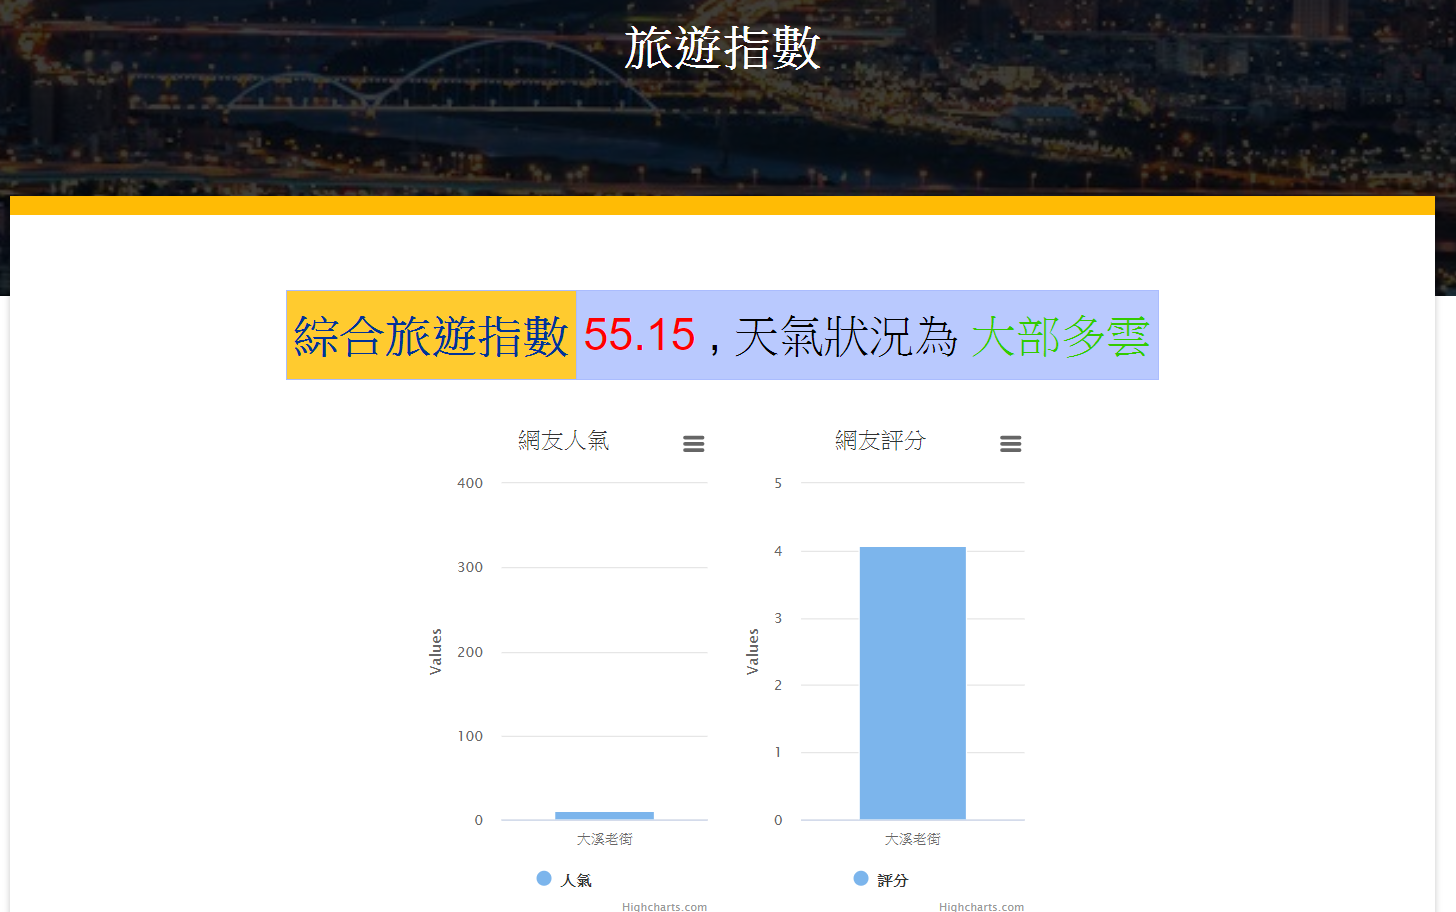 旅遊指數
綜合旅遊指數 55.15 , 天氣狀況為 大部多雲
網友人氣
400
300
200
100
0
Values
大溪老街
人氣
Highcharts.com
網友評分
5
4
3
2
1
0
Values
大溪老街
評分
Highcharts.com